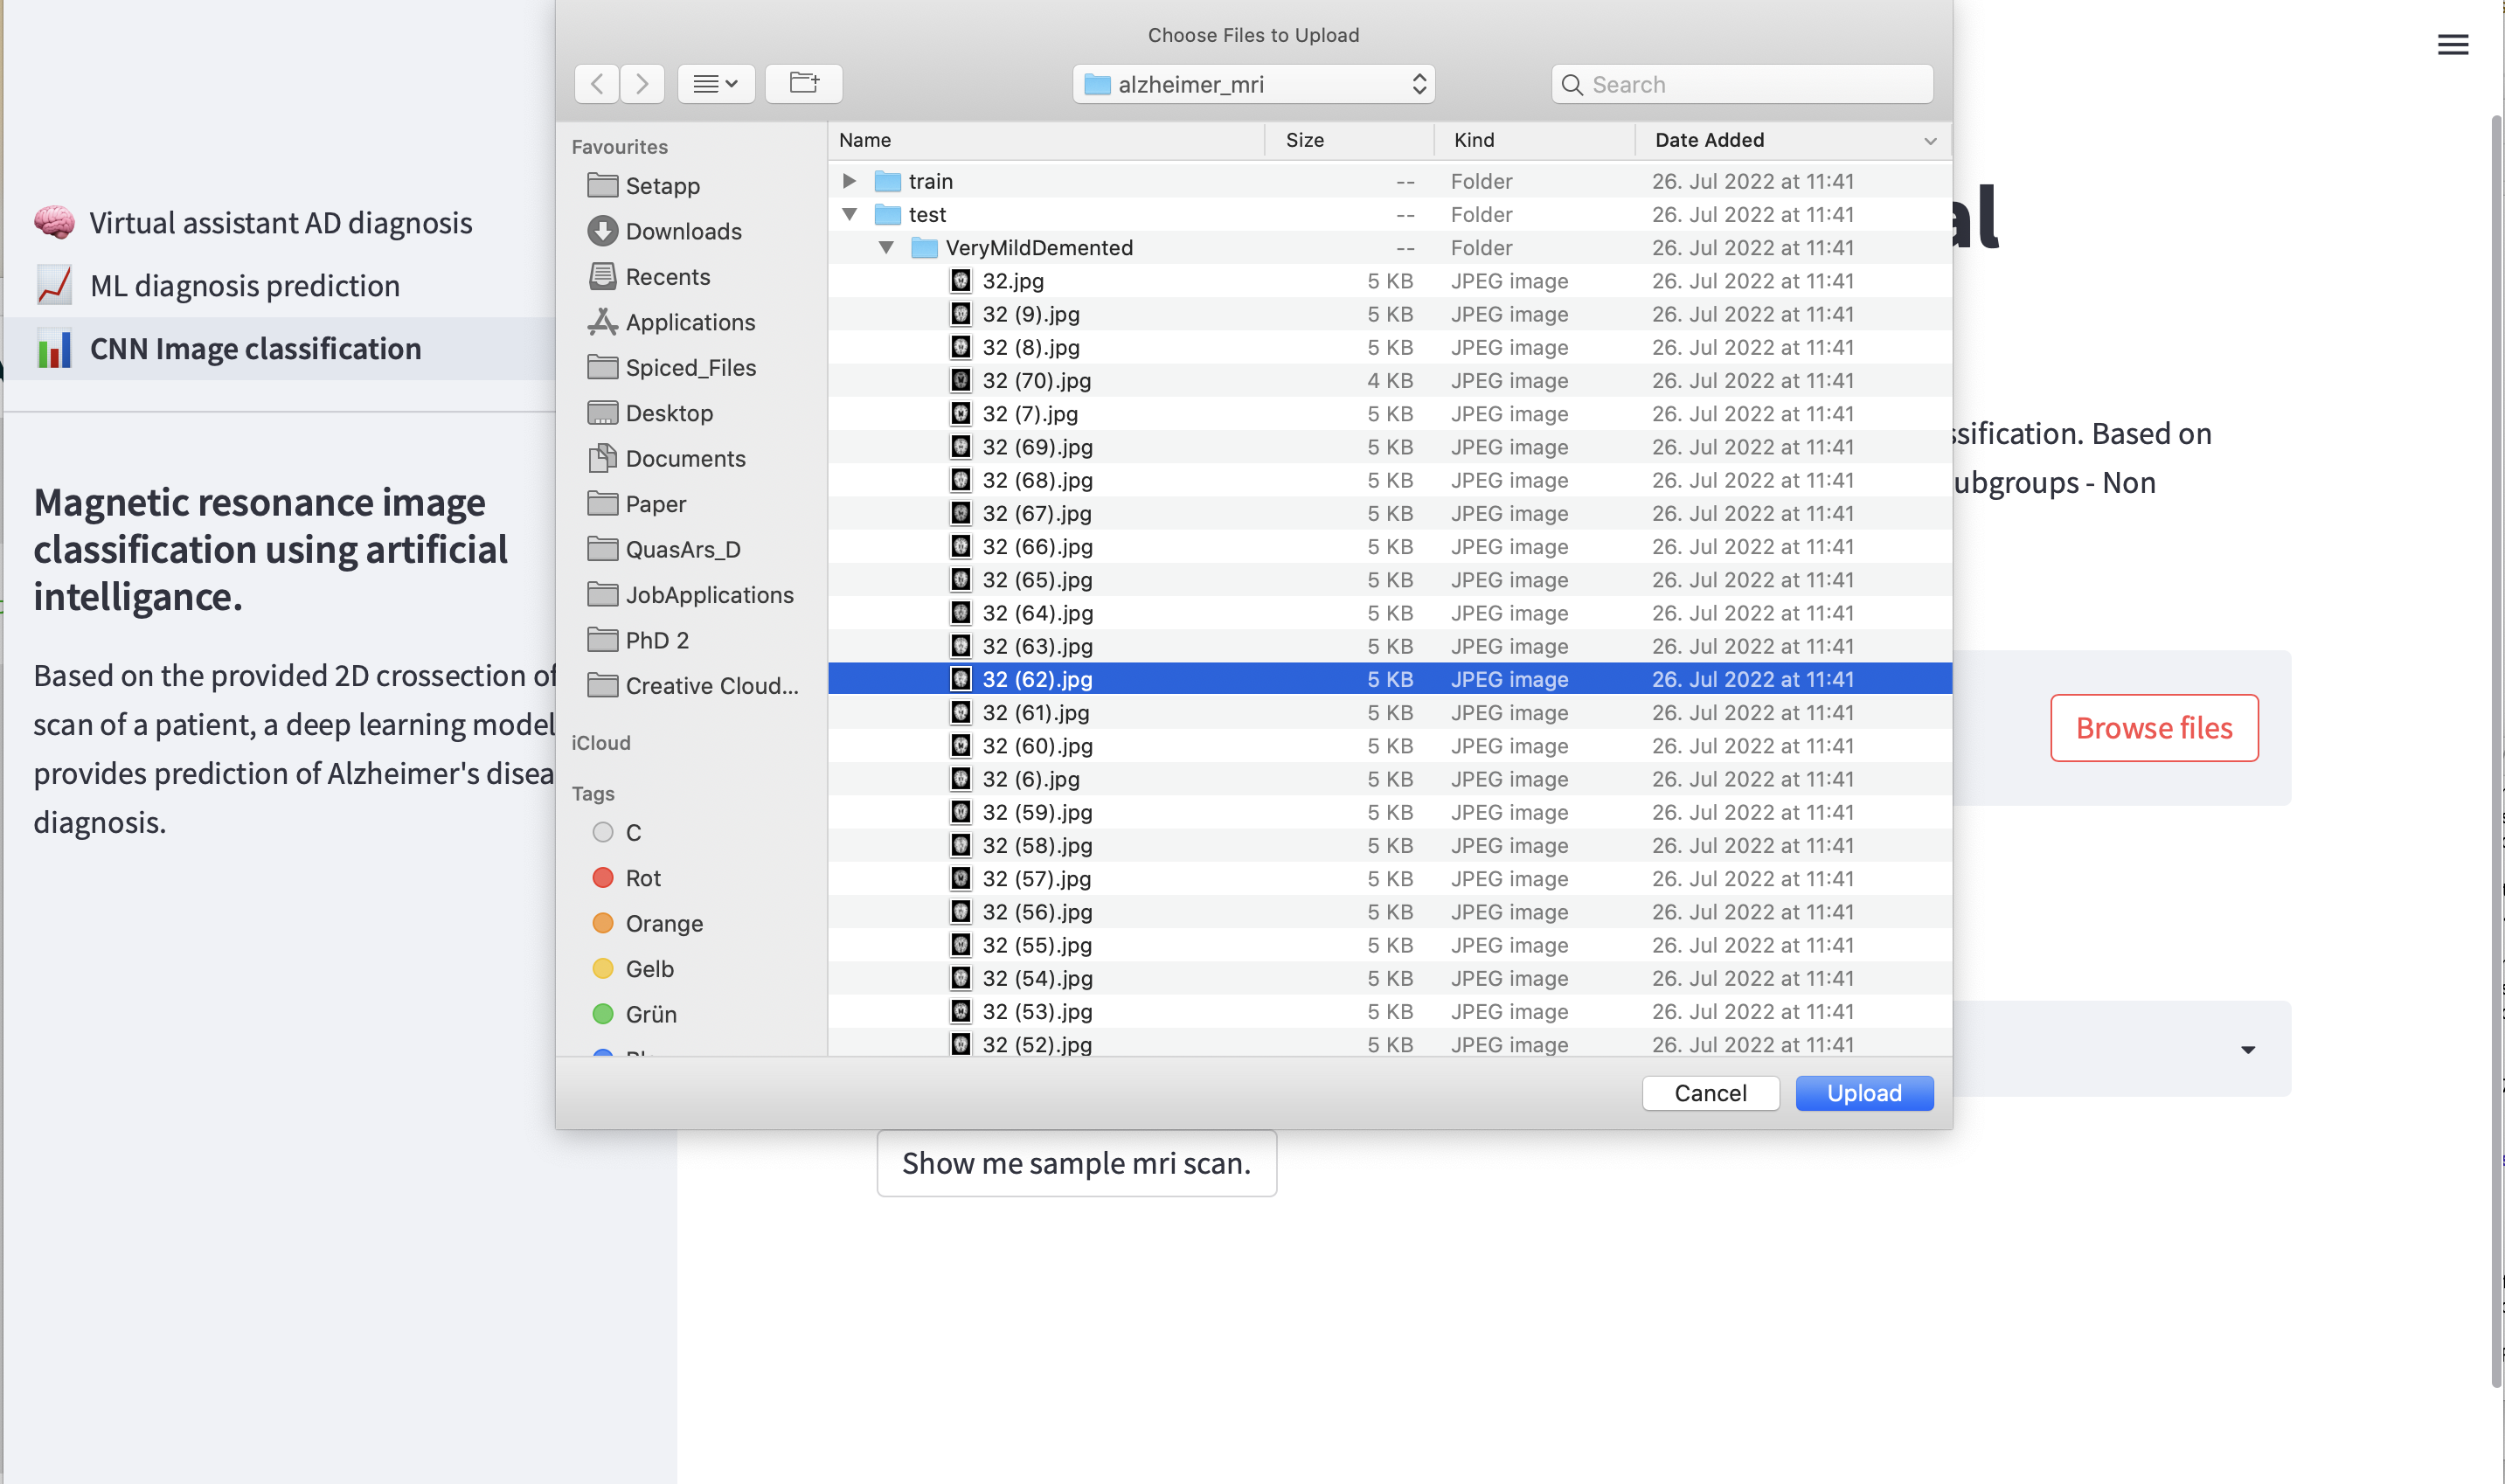 Virtual assistant AD diagnosis
ML diagnosis prediction
CNN Image classification
Magnetic resonance image
classification using artificial
intelligance.
Based on the provided 2D crossection of
scan of a patient, a deep learning model
provides prediction of Alzheimer's disea
diagnosis.
Choose Files to Upload
alzheimer_mri
Search
Favourites
Setapp
Downloads
Recents
Applications
Spiced_Files
Desktop
Documents
Paper
QuasArs_D
JobApplications
PhD 2
Creative Cloud...
iCloud
Tags
C
Rot
Orange
Gelb
Grün
Name Size Kind Date Added
train -- Folder 26. Jul 2022 at 11:41
test -- Folder 26. Jul 2022 at 11:41
VeryMildDemented -- Folder 26. Jul 2022 at 11:41
32.jpg 5 KB JPEG image 26. Jul 2022 at 11:41
32 (9).jpg 5 KB JPEG image 26. Jul 2022 at 11:41
32 (8).jpg 5 KB JPEG image 26. Jul 2022 at 11:41
32 (70).jpg 4 KB JPEG image 26. Jul 2022 at 11:41
32 (7).jpg 5 KB JPEG image 26. Jul 2022 at 11:41
32 (69).jpg 5 KB JPEG image 26. Jul 2022 at 11:41
32 (68).jpg 5 KB JPEG image 26. Jul 2022 at 11:41
32 (67).jpg 5 KB JPEG image 26. Jul 2022 at 11:41
32 (66).jpg 5 KB JPEG image 26. Jul 2022 at 11:41
32 (65).jpg 5 KB JPEG image 26. Jul 2022 at 11:41
32 (64).jpg 5 KB JPEG image 26. Jul 2022 at 11:41
32 (63).jpg 5 KB JPEG image 26. Jul 2022 at 11:41
32 (62).jpg 5 KB JPEG image 26. Jul 2022 at 11:41
32 (61).jpg 5 KB JPEG image 26. Jul 2022 at 11:41
32 (60).jpg 5 KB JPEG image 26. Jul 2022 at 11:41
32 (6).jpg 5 KB JPEG image 26. Jul 2022 at 11:41
32 (59).jpg 5 KB JPEG image 26. Jul 2022 at 11:41
32 (58).jpg 5 KB JPEG image 26. Jul 2022 at 11:41
32 (57).jpg 5 KB JPEG image 26. Jul 2022 at 11:41
32 (56).jpg 5 KB JPEG image 26. Jul 2022 at 11:41
32 (55).jpg 5 KB JPEG image 26. Jul 2022 at 11:41
32 (54).jpg 5 KB JPEG image 26. Jul 2022 at 11:41
32 (53).jpg 5 KB JPEG image 26. Jul 2022 at 11:41
32 (52).jpg 5 KB JPEG image 26. Jul 2022 at 11:41
Cancel Upload
al
ssification. Based on
ubgroups - Non
Browse files
Show me sample mri scan.